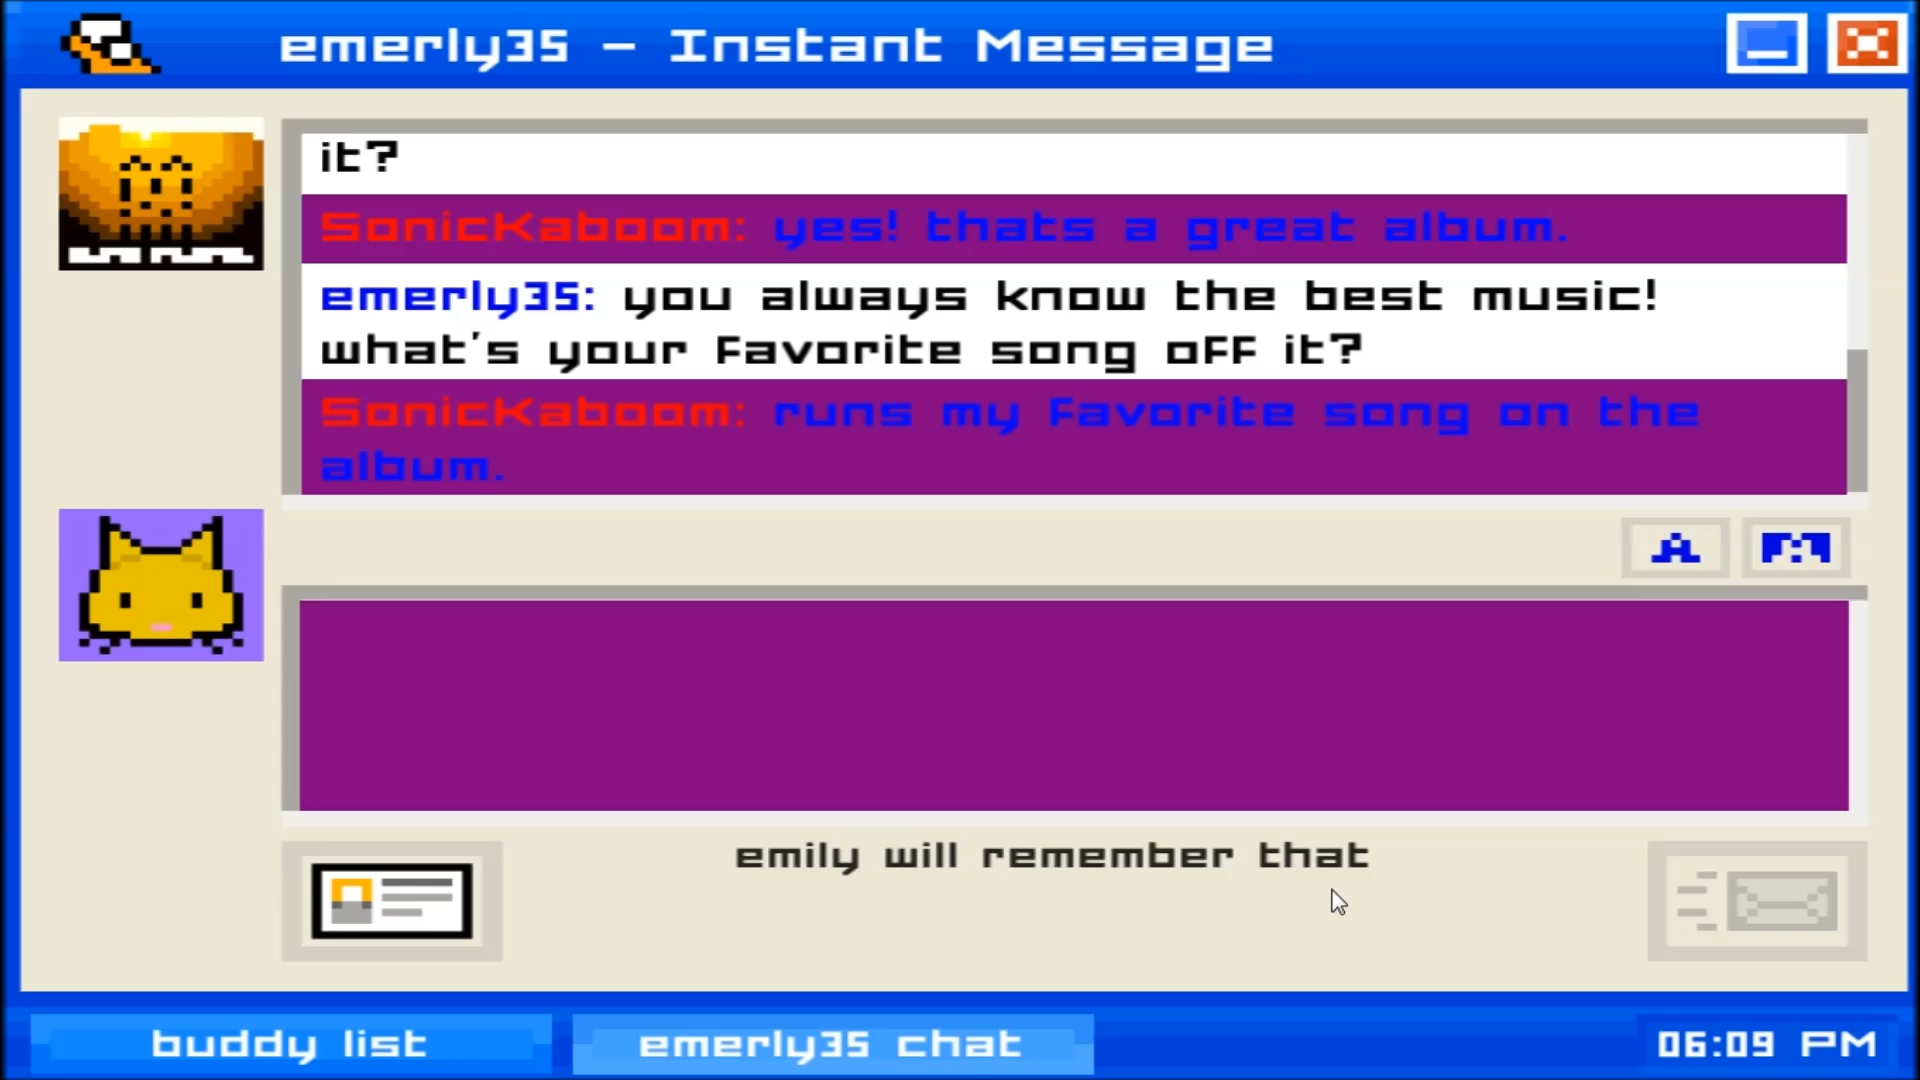 emerly35 - Instant Message
it?
SonicKaboom: yes! thats a great album.
emerly35: you always know the best music!
what's your favorite song off it?
SonicKaboom: runs my favorite song on the
album.
A
emily will remember that
buddy list
emerly35 chat
06:09 PM